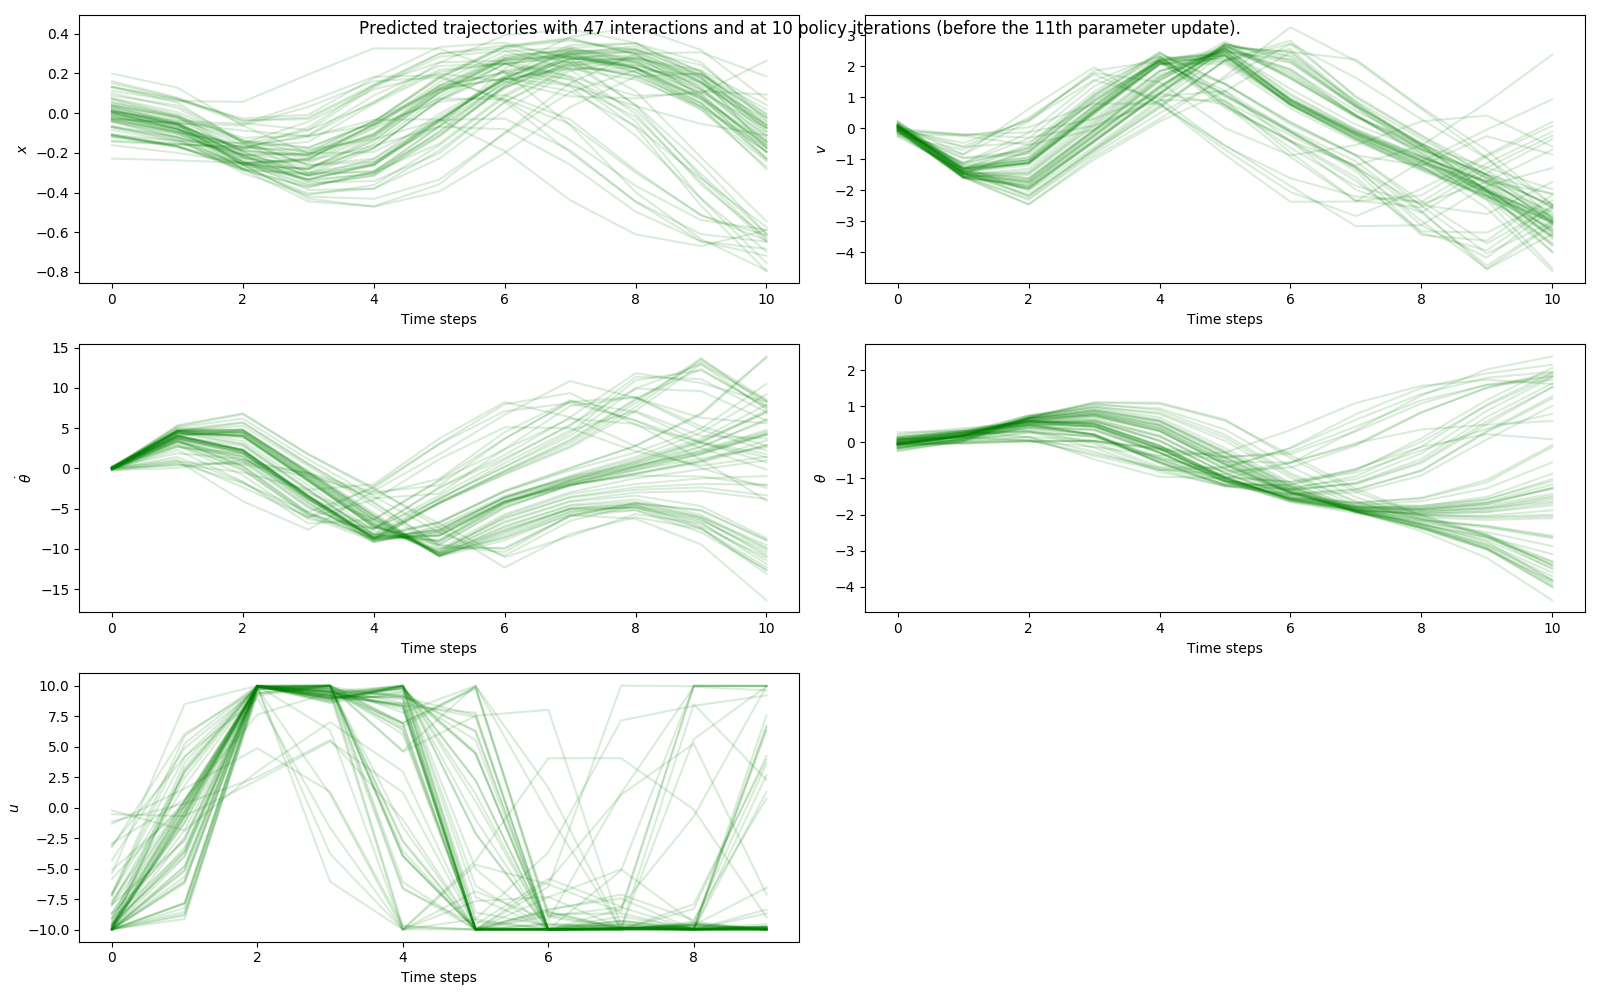 Predicted trajectories with 47 interactions and at 10 policy iterations (before the 11th parameter update).
0.4
0.2
0.0
−0.2
−0.4
−0.6
−0.8
x
0 2 4 6 8 10
Time steps
3
2
1
0
−1
−2
−3
−4
v
0 2 4 6 8 10
Time steps
15
10
5
0
−5
−10
−15
θ̇
0 2 4 6 8 10
Time steps
2
1
0
−1
−2
−3
−4
θ
0 2 4 6 8 10
Time steps
10.0
7.5
5.0
2.5
0.0
−2.5
−5.0
−7.5
−10.0
u
0 2 4 6 8
Time steps